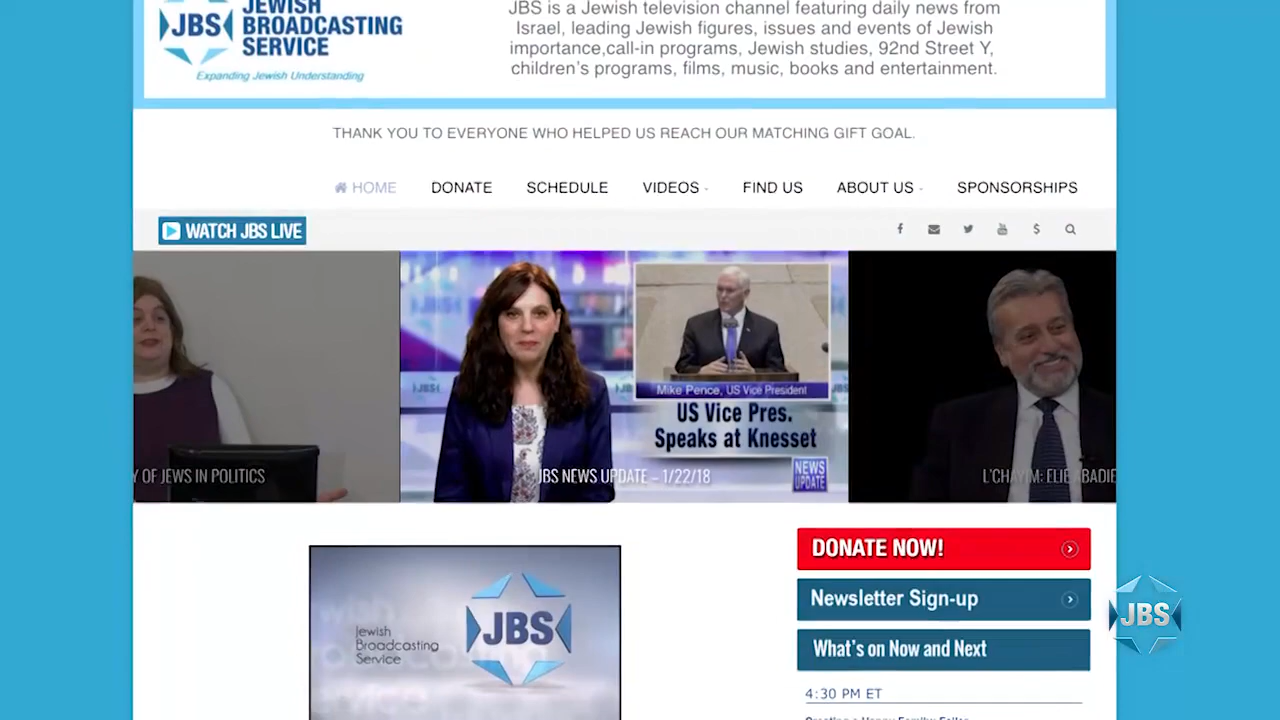 JBS
JEWISH
BROADCASTING
SERVICE
Expanding Jewish Understanding
JBS is a Jewish television channel featuring daily news from
Israel, leading Jewish figures, issues and events of Jewish
importance,call-in programs, Jewish studies, 92nd Street Y,
children's programs, films, music, books and entertainment.
THANK YOU TO EVERYONE WHO HELPED US REACH OUR MATCHING GIFT GOAL.
HOME DONATE SCHEDULE VIDEOS FIND US ABOUT US SPONSORSHIPS
WATCH JBS LIVE
JBS
Mike Pence, US Vice President
US Vice Pres.
Speaks at Knesset
NEWS
UPDATE
Y OF JEWS IN POLITICS
JBS NEWS UPDATE – 1/22/18
L'CHAYIM: ELIE ABADIE
DONATE NOW!
Newsletter Sign-up
What's on Now and Next
4:30 PM ET
Jewish
Broadcasting
Service
JBS
JBS